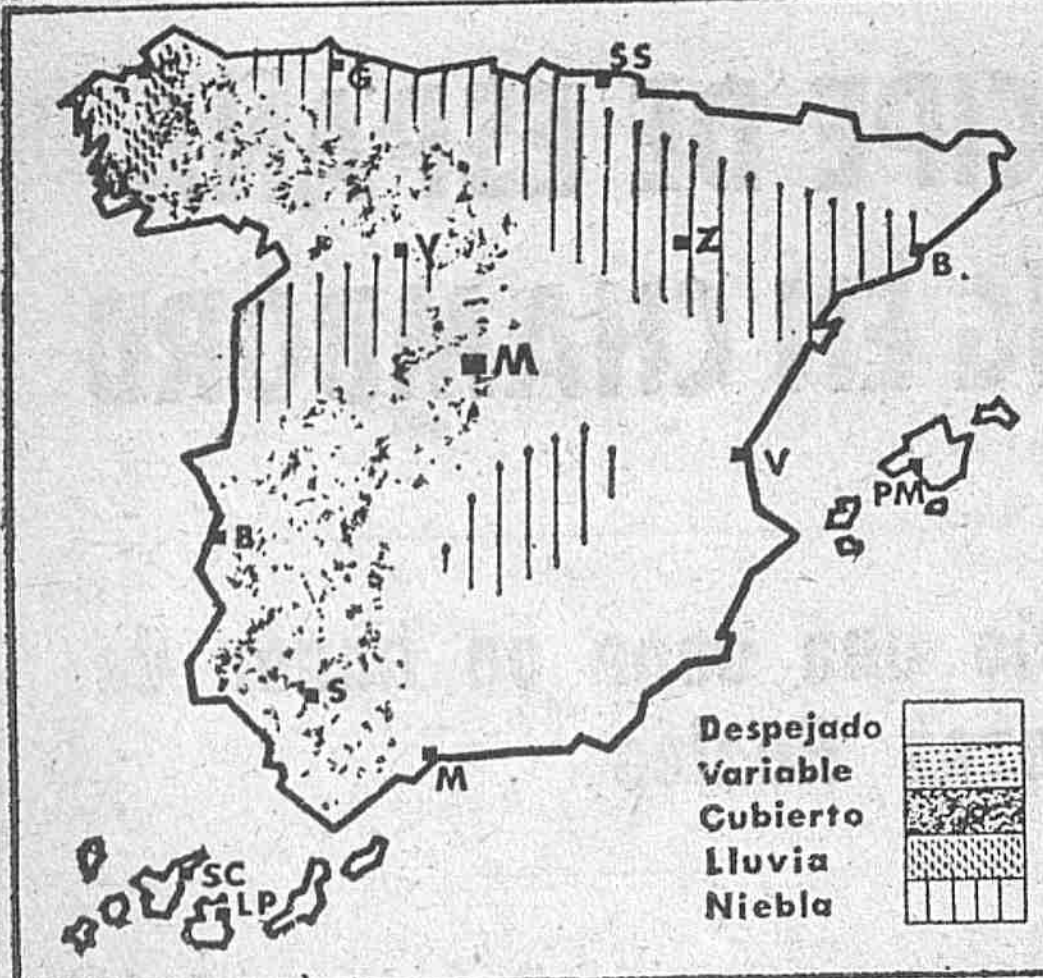 G
SS
V
Z
B
M
V
PM
B
S
M
SC
LP
Despejado
Variable
Cubierto
Lluvia
Niebla